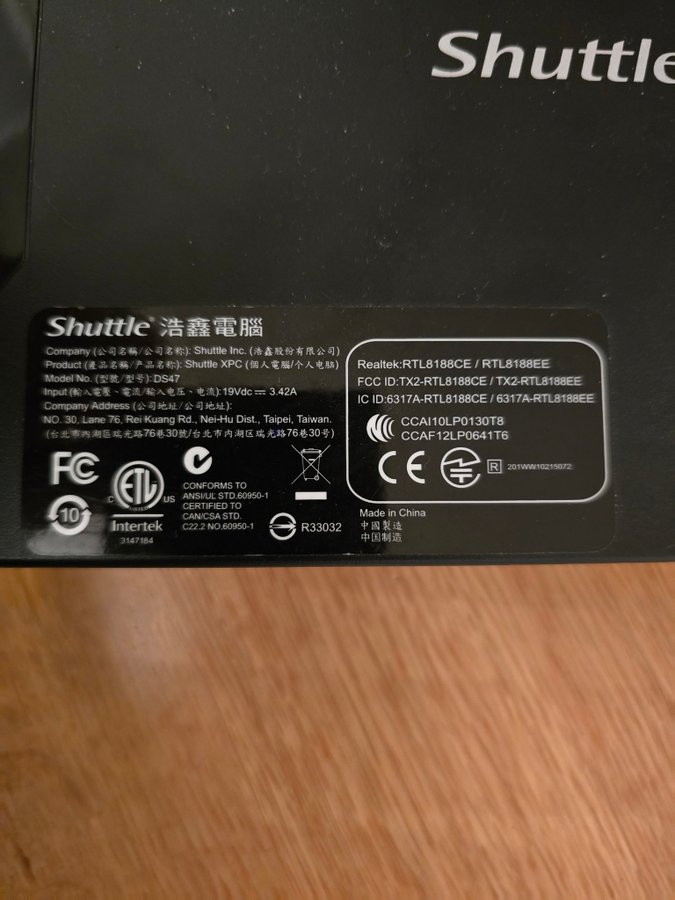 Shuttle
Shuttle® 浩鑫電腦
Company (公司名稱/公司名称): Shuttle Inc. (浩鑫股份有限公司)
Product (產品名稱/产品名称): Shuttle XPC (個人電腦/个人电脑)
Model No. (型號/型号): DS47
Input (輸入電壓、電流/输入电压、电流): 19Vdc ⎓ 3.42A
Company Address (公司地址/公司地址):
NO. 30, Lane 76, Rei Kuang Rd., Nei-Hu Dist., Taipei, Taiwan.
(台北市內湖區瑞光路76巷30號/台北市内湖区瑞光路76巷30号)
FC
10
C ETL US
LISTED
Intertek
3147184
CONFORMS TO
ANSI/UL STD.60950-1
CERTIFIED TO
CAN/CSA STD.
C22.2 NO.60950-1
R33032
Realtek:RTL8188CE / RTL8188EE
FCC ID:TX2-RTL8188CE / TX2-RTL8188EE
IC ID:6317A-RTL8188CE / 6317A-RTL8188EE
CCAI10LP0130T8
CCAF12LP0641T6
CE
R 201WW10215072
Made in China
中國製造
中国制造